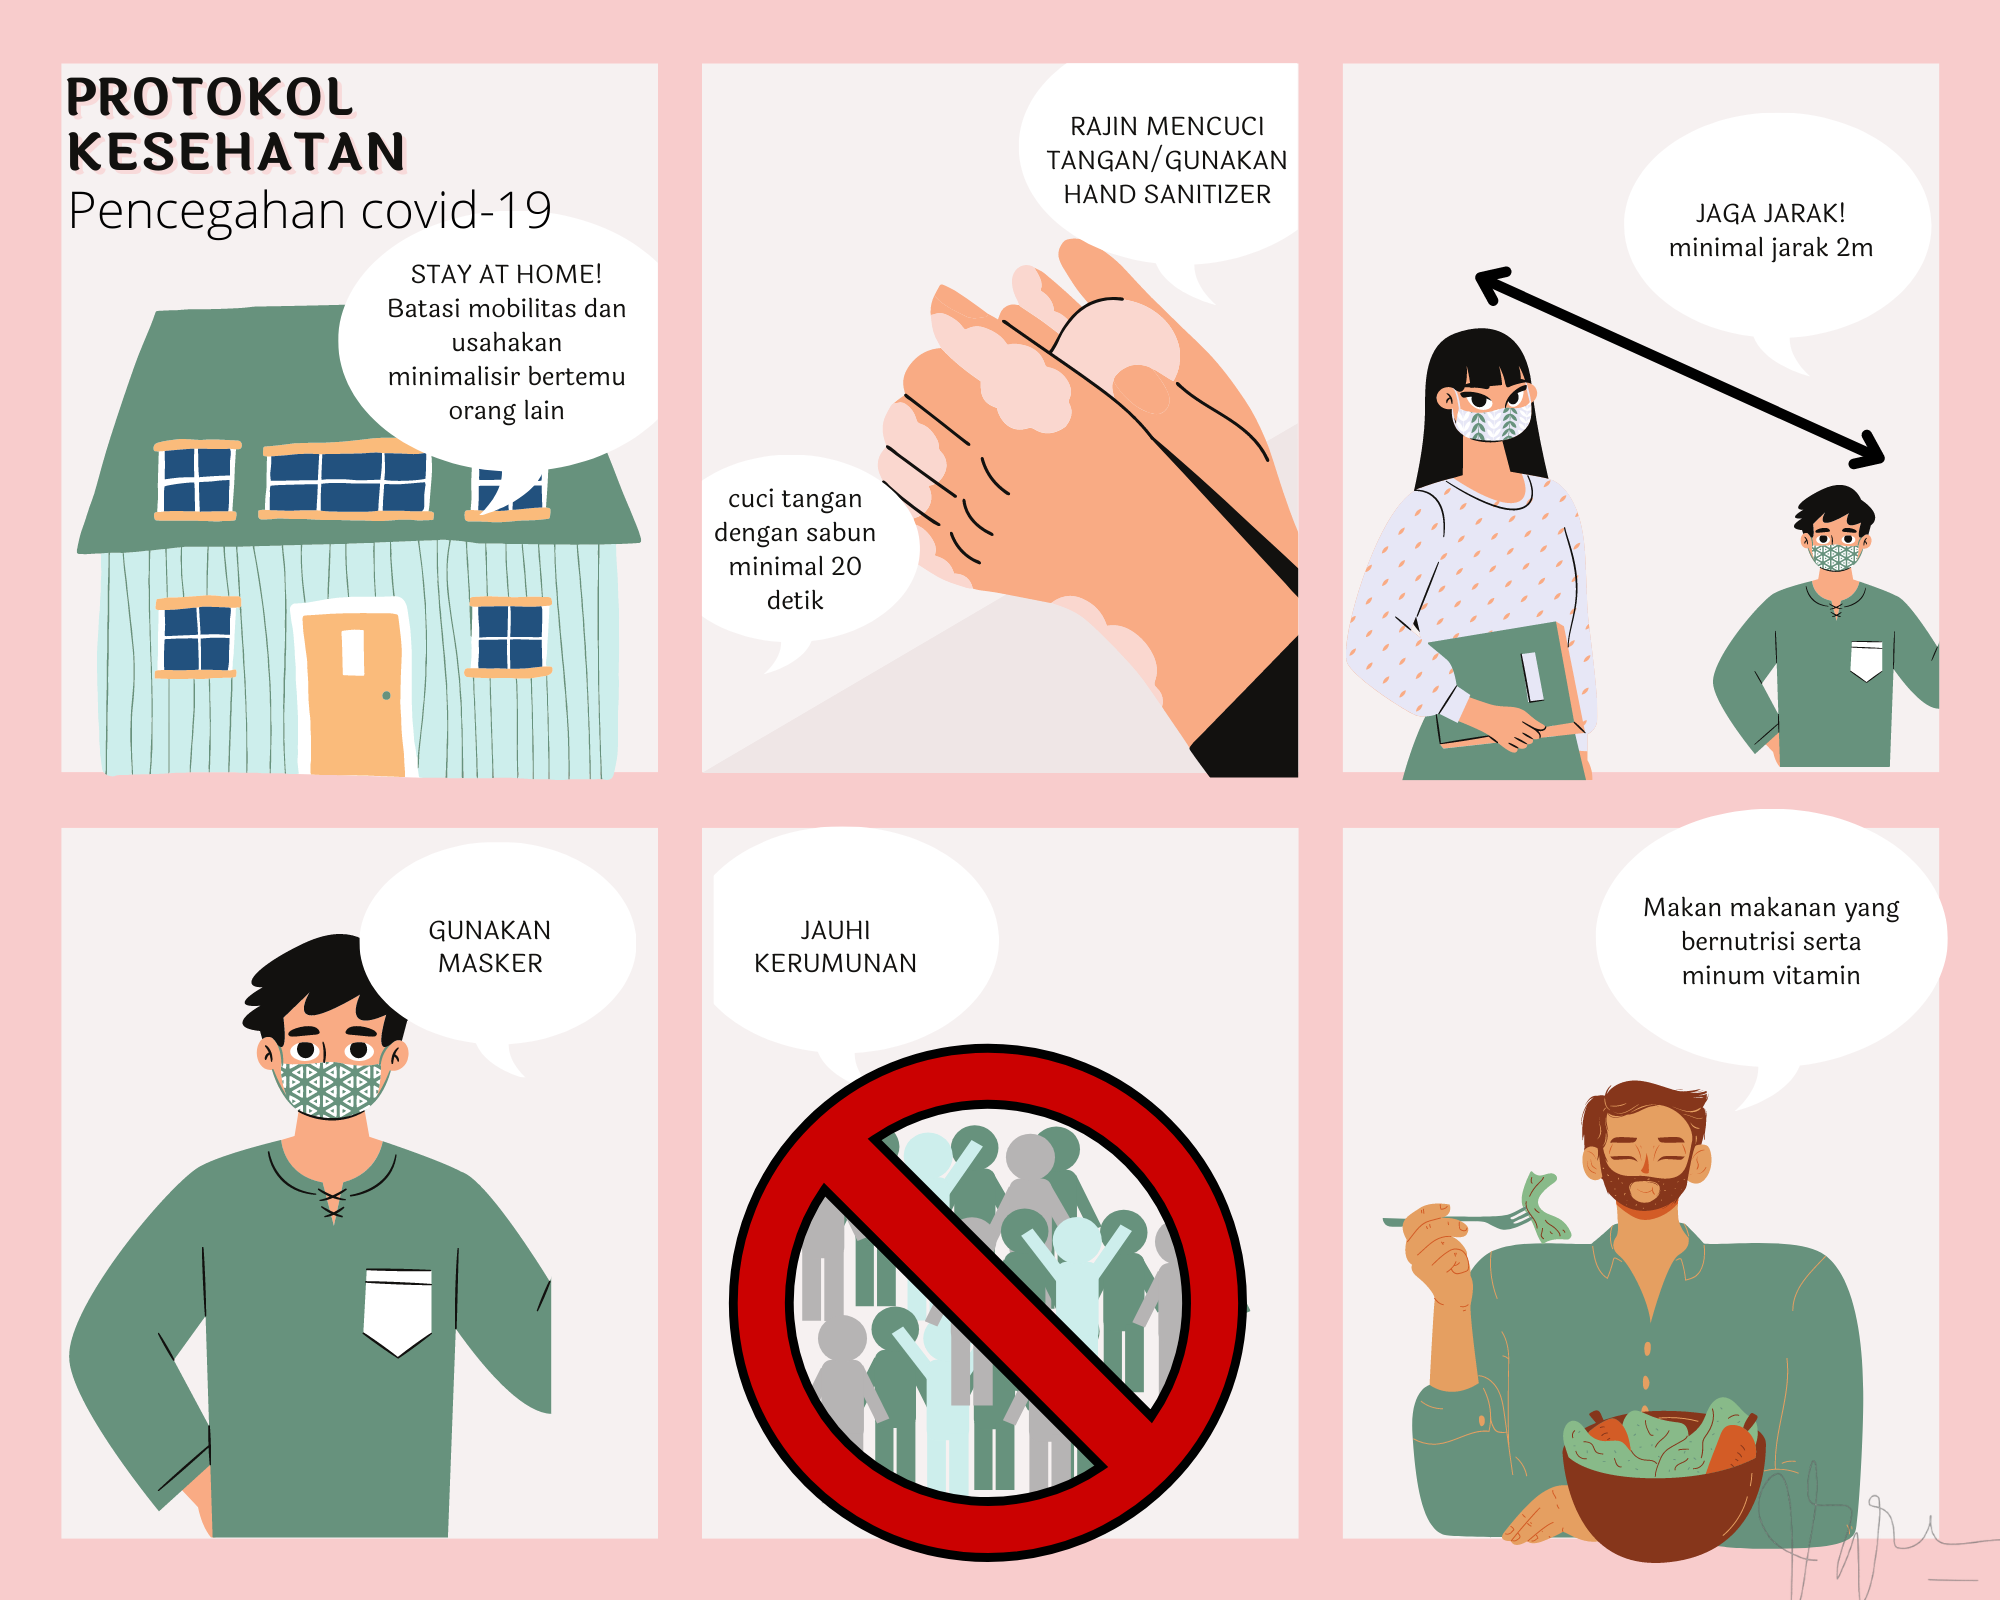 PROTOKOL
KESEHATAN
Pencegahan covid-19
STAY AT HOME!
Batasi mobilitas dan
usahakan
minimalisir bertemu
orang lain
RAJIN MENCUCI
TANGAN/GUNAKAN
HAND SANITIZER
cuci tangan
dengan sabun
minimal 20
detik
JAGA JARAK!
minimal jarak 2m
GUNAKAN
MASKER
JAUHI
KERUMUNAN
Makan makanan yang
bernutrisi serta
minum vitamin